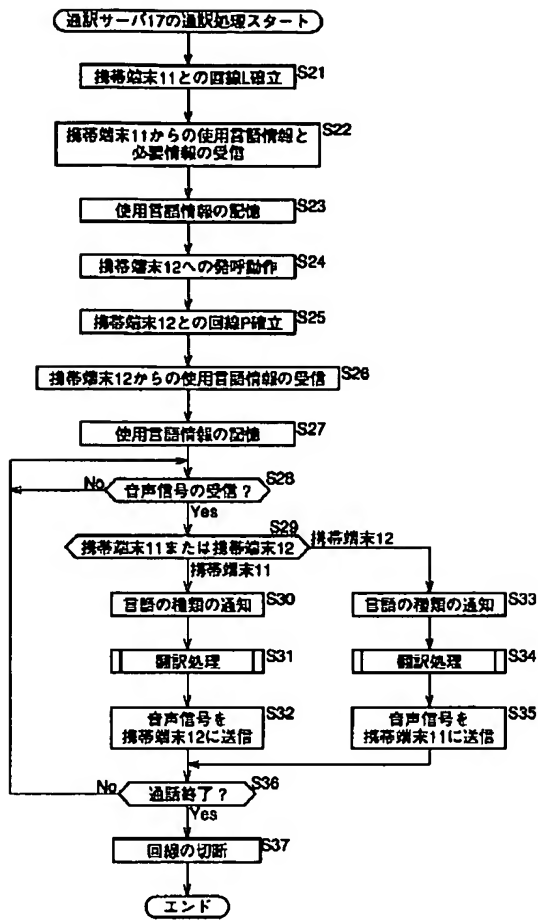 通訳サーバ17の通訳処理スタート
携帯端末11との回線L確立
S21
携帯端末11からの使用言語情報と
必要情報の受信
S22
使用言語情報の記憶
S23
携帯端末12への発呼動作
S24
携帯端末12との回線P確立
S25
携帯端末12からの使用言語情報の受信
S26
使用言語情報の記憶
S27
音声信号の受信?
S28
No
Yes
携帯端末11または携帯端末12
S29
携帯端末12
携帯端末11
言語の種類の通知
S30
言語の種類の通知
S33
翻訳処理
S31
翻訳処理
S34
音声信号を
携帯端末12に送信
S32
音声信号を
携帯端末11に送信
S35
通話終了?
S36
No
Yes
回線の切断
S37
エンド